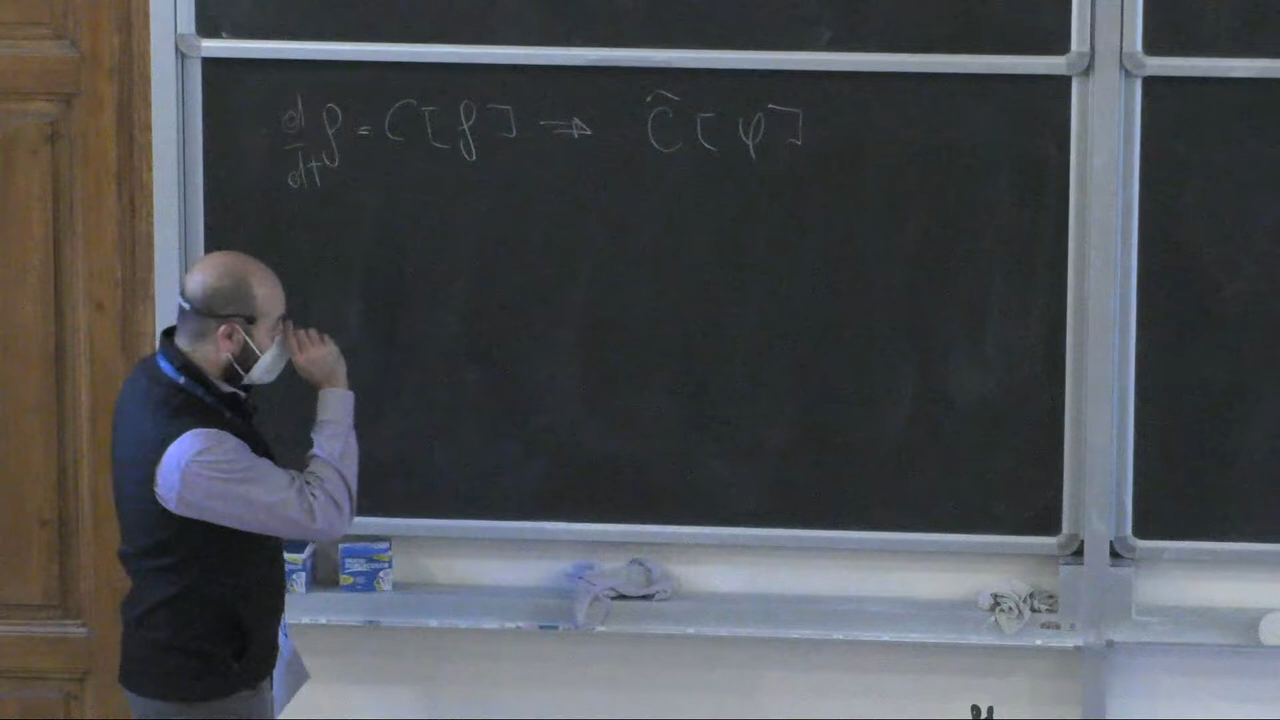 d/dt ρ = C[ρ] ⇒ Ĉ[φ]